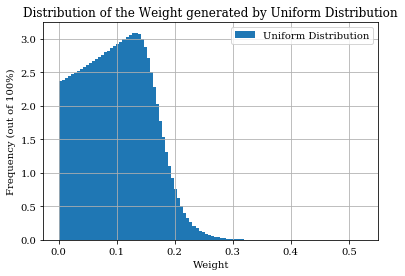 Distribution of the Weight generated by Uniform Distribution
Uniform Distribution
Frequency (out of 100%)
3.0
2.5
2.0
1.5
1.0
0.5
0.0
0.0 0.1 0.2 0.3 0.4 0.5
Weight